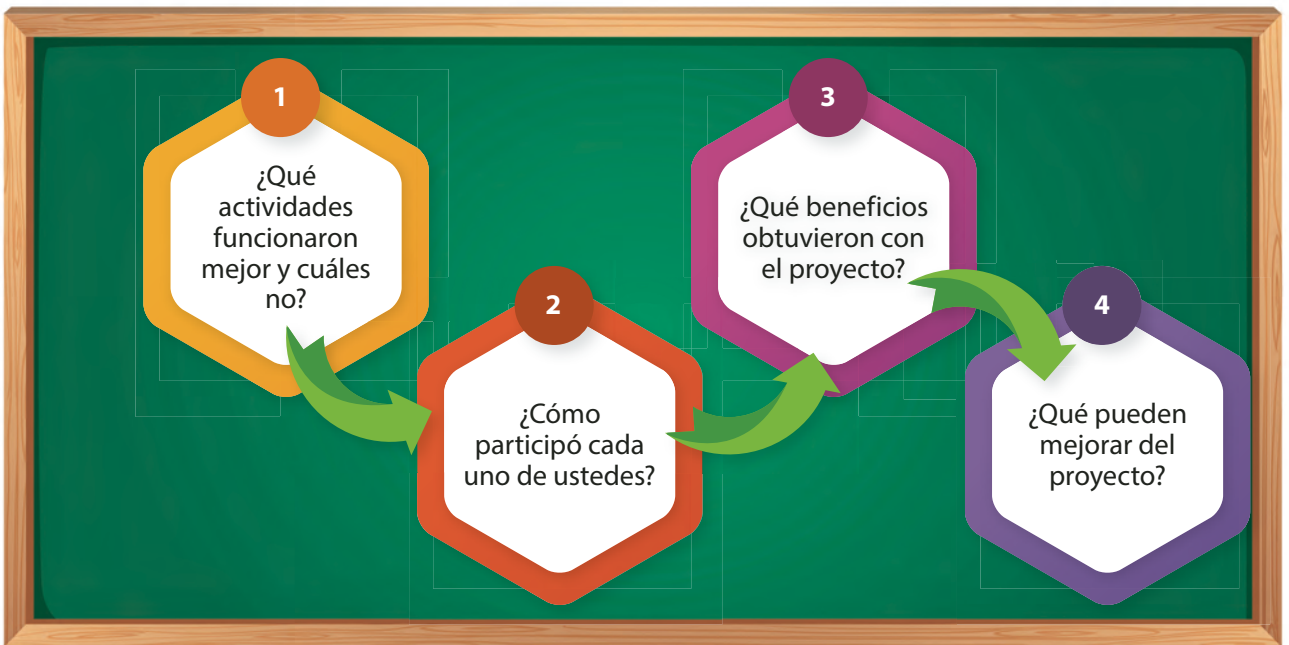 1
¿Qué
actividades
funcionaron
mejor y cuáles
no?
2
¿Cómo
participó cada
uno de ustedes?
3
¿Qué beneficios
obtuvieron con
el proyecto?
4
¿Qué pueden
mejorar del
proyecto?